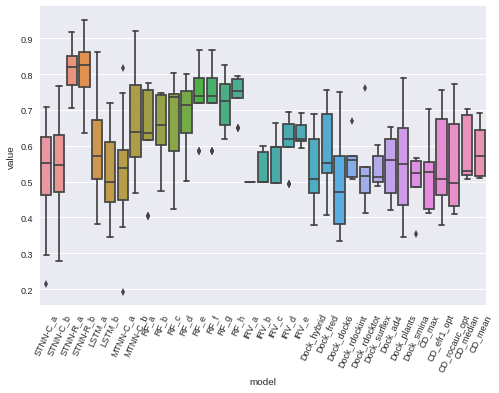 0.9
0.8
0.7
0.6
0.5
0.4
0.3
0.2
value
STNN-C_a
STNN-C_b
STNN-R_a
STNN-R_b
LSTM_a
LSTM_b
MTNN-C_a
MTNN-C_b
RF_a
RF_b
RF_c
RF_d
RF_e
RF_f
RF_g
RF_h
IRV_a
IRV_b
IRV_c
IRV_d
IRV_e
Dock_hybrid
Dock_fred
Dock_dock6
Dock_rdockint
Dock_rdocktot
Dock_surflex
Dock_ad4
Dock_plants
Dock_smina
CD_max
CD_efr1_opt
CD_rocauc_opt
CD_median
CD_mean
model